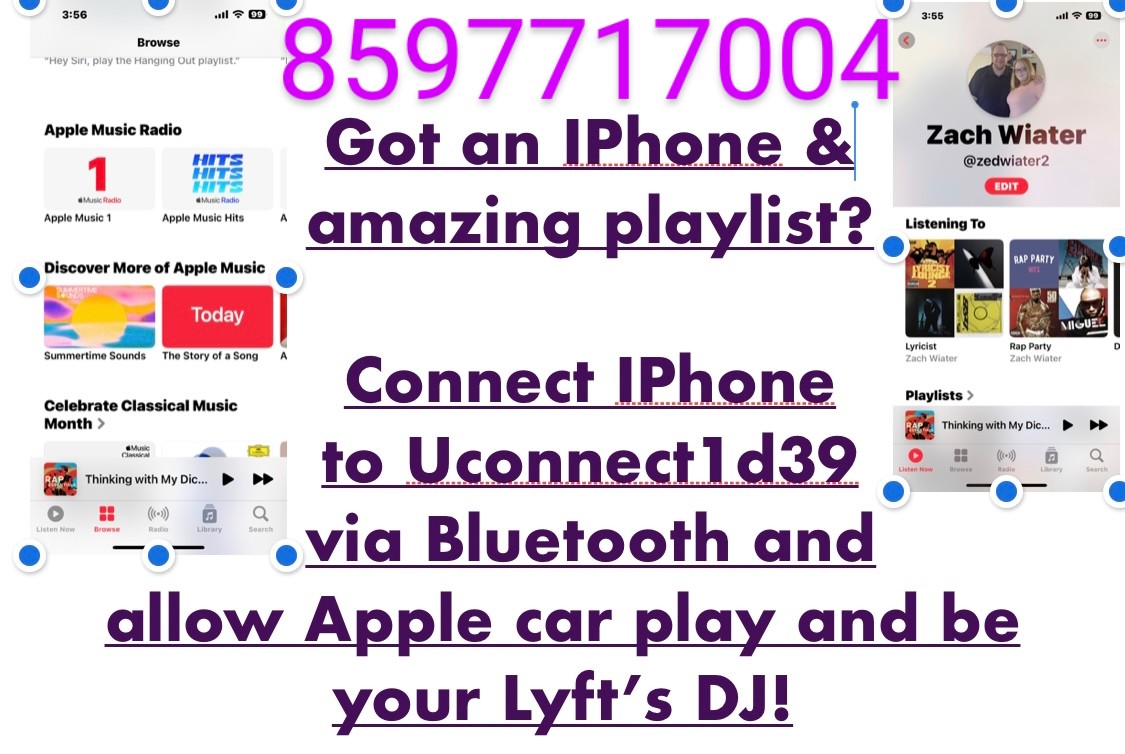 3:56
99
Browse
"Hey Siri, play the Hanging Out playlist."
Apple Music Radio
1
Music Radio
HITS
HITS
HITS
Music Radio
Apple Music 1
Apple Music Hits
A
Discover More of Apple Music
SUMMERTIME
SOUNDS
Today
Summertime Sounds
The Story of a Song
A
Celebrate Classical Music
Month >
Music
Classical
RAP
Thinking with My Dic...
Listen Now
Browse
Radio
Library
Search
8597717004
Got an IPhone &
amazing playlist?
Connect IPhone
to Uconnect1d39
via Bluetooth and
allow Apple car play and be
your Lyft’s DJ!
3:55
99
Zach Wiater
@zedwiater2
EDIT
Listening To
LYRICIST
LOUNGE
2
RAP PARTY
HITS
MIGUEL
Lyricist
Zach Wiater
Rap Party
Zach Wiater
D
Playlists >
RAP
Thinking with My Dic...
Listen Now
Browse
Radio
Library
Search